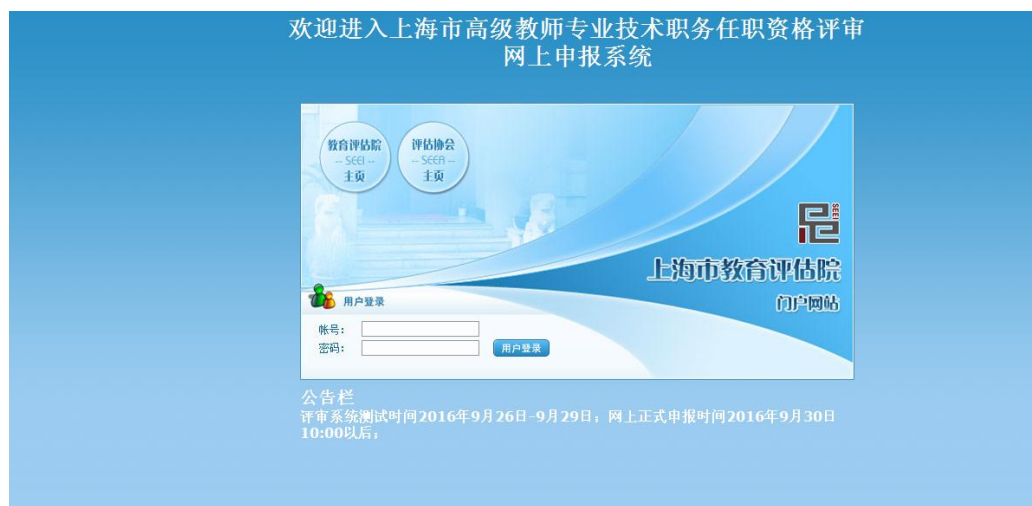 欢迎进入上海市高级教师专业技术职务任职资格评审
网上申报系统
教育评估院
-- SEEI --
主页
评估协会
-- SEEA --
主页
SEEI
上海市教育评估院
门户网站
用户登录
帐号：
密码：
用户登录
公告栏
评审系统测试时间2016年9月26日-9月29日；网上正式申报时间2016年9月30日
10:00以后；